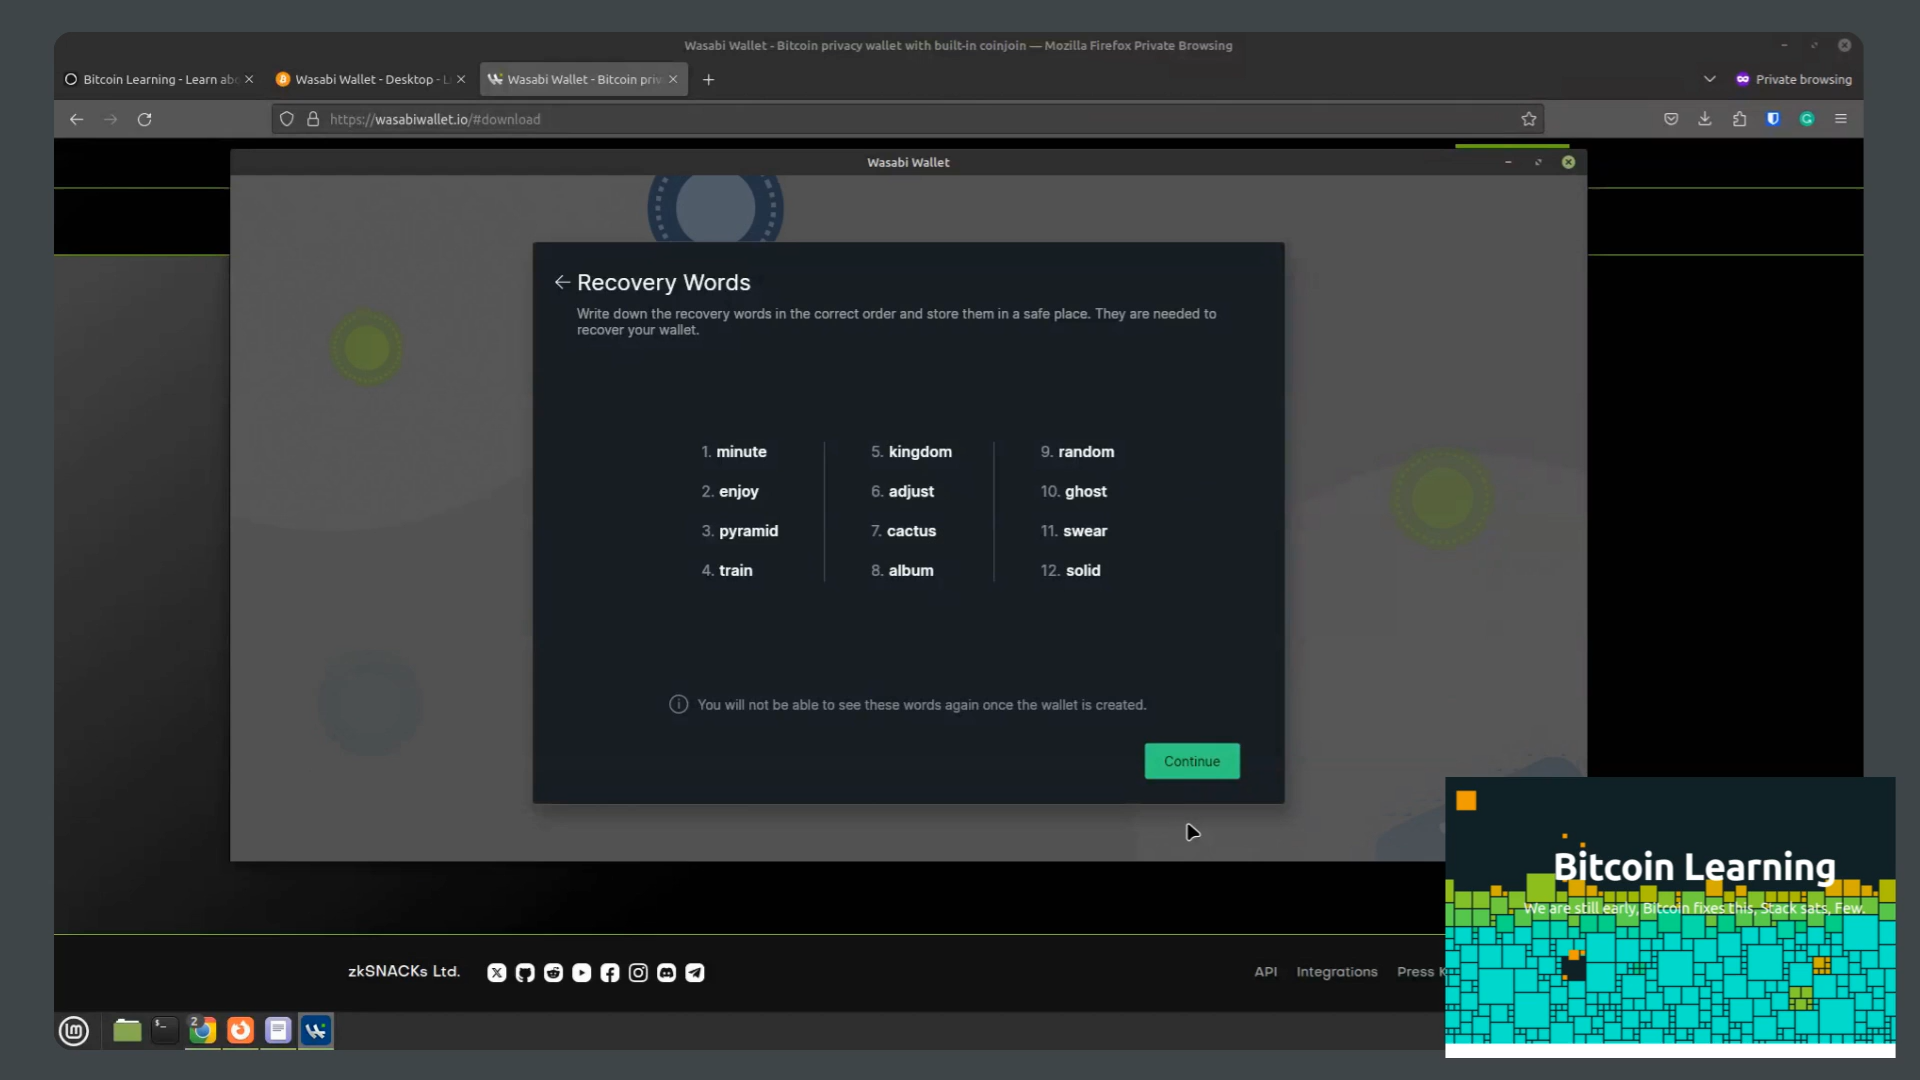 Wasabi Wallet - Bitcoin privacy wallet with built-in coinjoin — Mozilla Firefox Private Browsing
Bitcoin Learning - Learn abo
Wasabi Wallet - Desktop - L
Wasabi Wallet - Bitcoin priv
Private browsing
https://wasabiwallet.io/#download
Wasabi Wallet
Recovery Words
Write down the recovery words in the correct order and store them in a safe place. They are needed to
recover your wallet.
1. minute
2. enjoy
3. pyramid
4. train
5. kingdom
6. adjust
7. cactus
8. album
9. random
10. ghost
11. swear
12. solid
You will not be able to see these words again once the wallet is created.
Continue
Bitcoin Learning
We are still early, Bitcoin fixes this, Stack sats, Few.
zkSNACKs Ltd.
API
Integrations
Press K
2